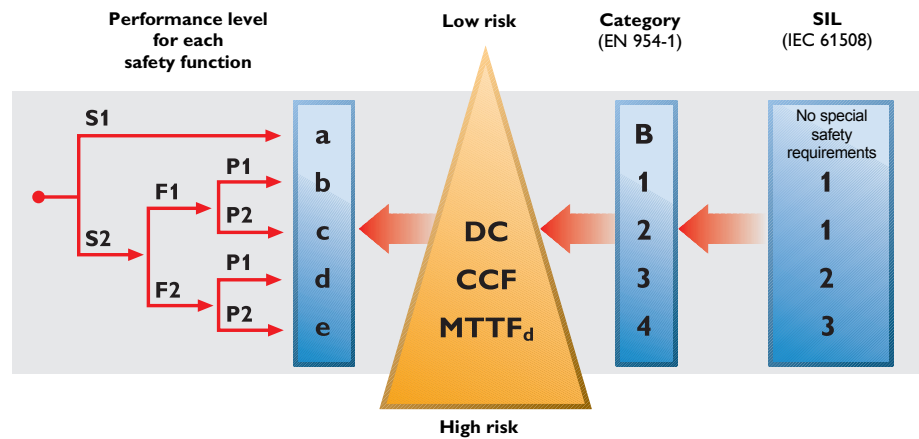 Performance level
for each
safety function
Low risk
Category
(EN 954-1)
SIL
(IEC 61508)
S1
S2
F1
F2
P1
P2
P1
P2
a
b
c
d
e
DC
CCF
MTTFd
B
1
2
3
4
No special
safety
requirements
1
1
2
3
High risk